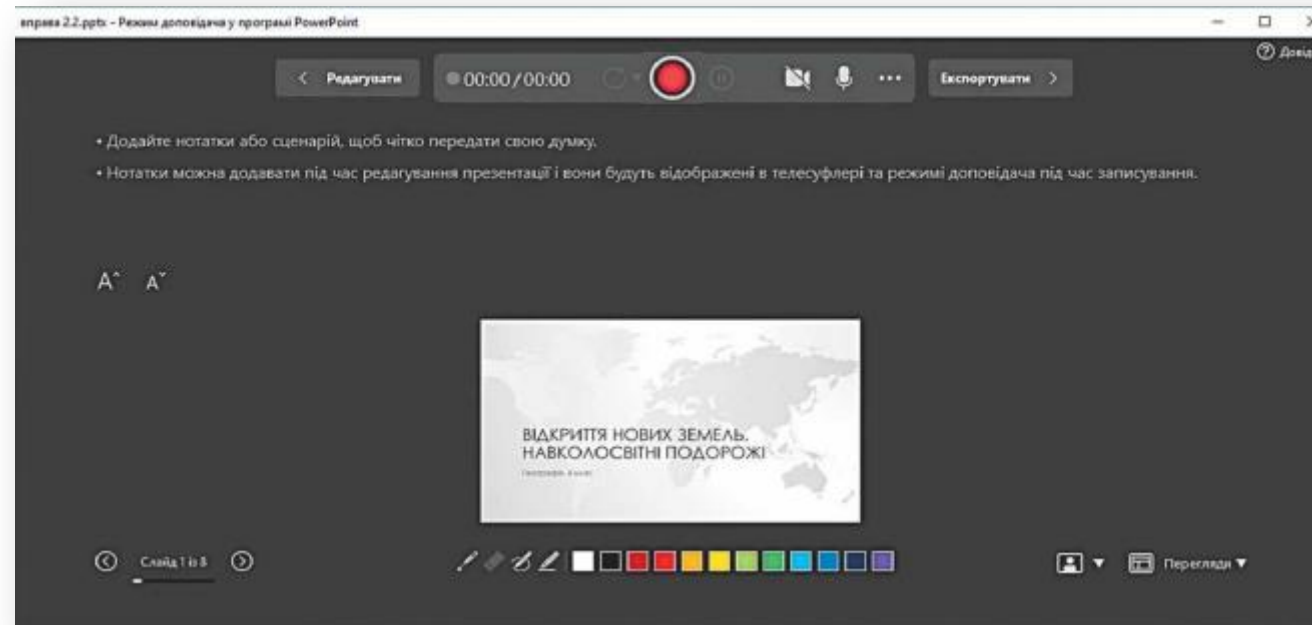 вправа 2.2.pptx – Режим доповідача у програмі PowerPoint
Довід
Редагувати
00:00/00:00
Експортувати
• Додайте нотатки або сценарій, щоб чітко передати свою думку.
• Нотатки можна додавати під час редагування презентації і вони будуть відображені в телесуфлері та режимі доповідача під час записування.
A A
ВІДКРИТТЯ НОВИХ ЗЕМЕЛЬ.
НАВКОЛОСВІТНІ ПОДОРОЖІ
Слайд 1 із 8
Перегляди